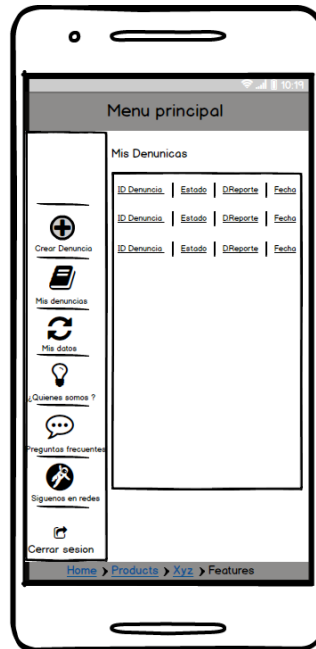 10:19
Menu principal
Mis Denunicas
ID Denuncia Estado DReporte Fecha
ID Denuncia Estado DReporte Fecha
ID Denuncia Estado DReporte Fecha
Crear Denuncia
Mis denuncias
Mis datos
¿Quienes somos ?
Preguntas frecuentes
Siguenos en redes
Cerrar sesion
Home > Products > Xyz > Features